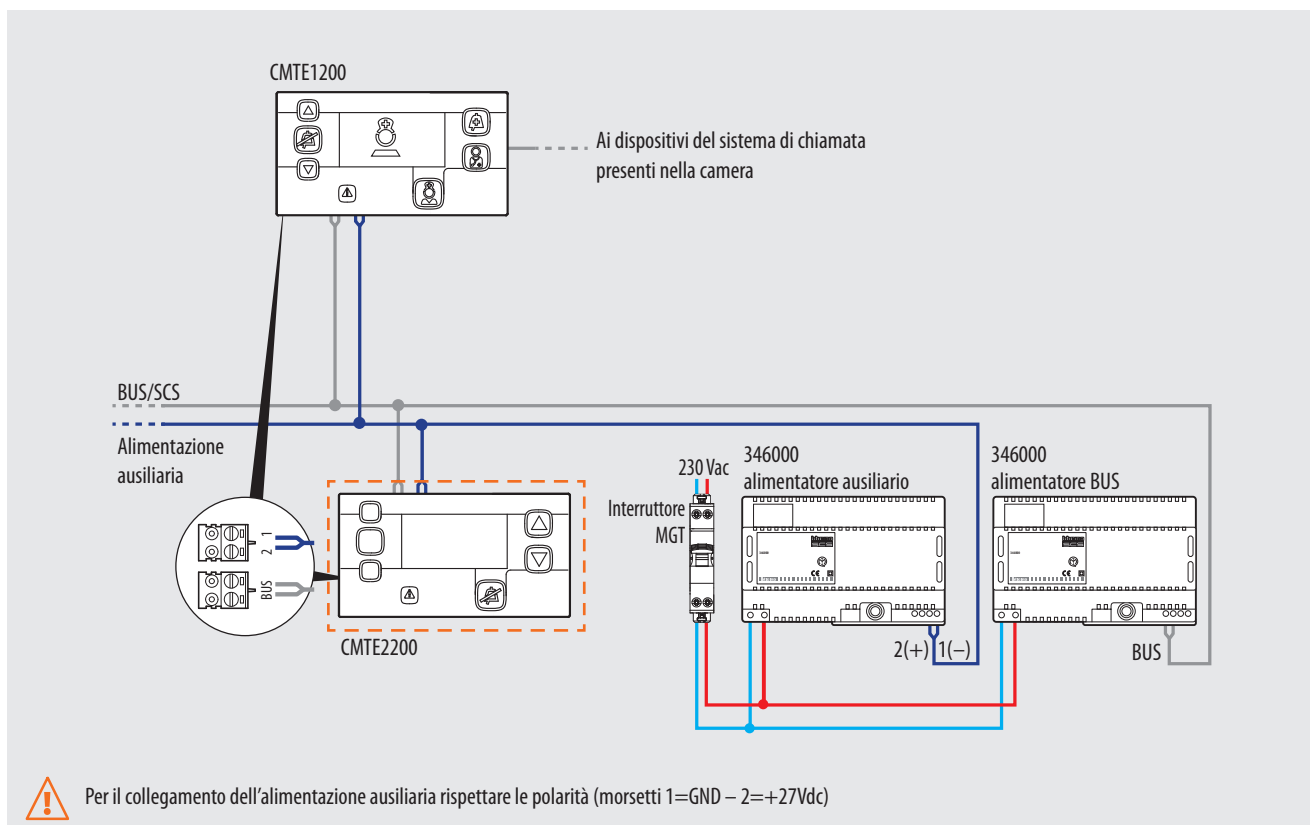 CMTE1200
Ai dispositivi del sistema di chiamata
presenti nella camera
BUS/SCS
Alimentazione
ausiliaria
1
2
BUS
CMTE2200
230 Vac
Interruttore
MGT
346000
alimentatore ausiliario
2(+)
1(–)
346000
alimentatore BUS
BUS
CE
CE
Per il collegamento dell’alimentazione ausiliaria rispettare le polarità (morsetti 1=GND – 2=+27Vdc)